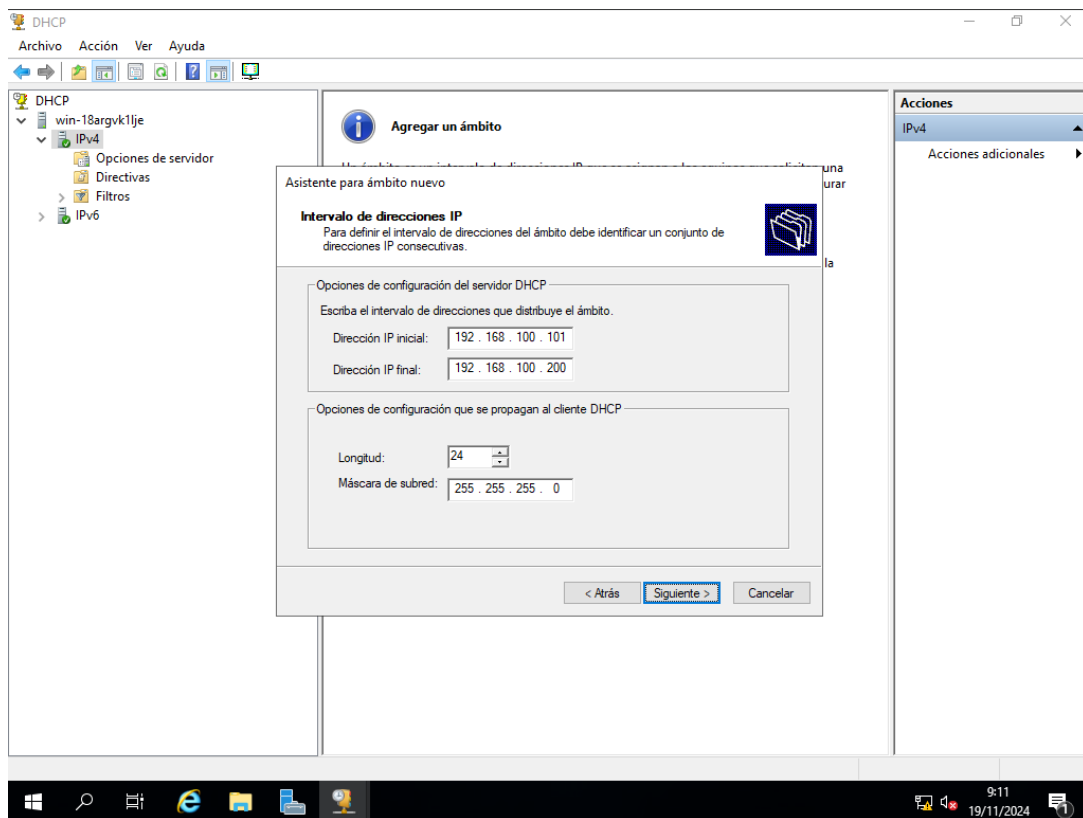 DHCP
Archivo Acción Ver Ayuda
DHCP
win-18argvk1lje
IPv4
Opciones de servidor
Directivas
Filtros
IPv6
Agregar un ámbito
una
urar
la
Asistente para ámbito nuevo
Intervalo de direcciones IP
Para definir el intervalo de direcciones del ámbito debe identificar un conjunto de
direcciones IP consecutivas.
Opciones de configuración del servidor DHCP
Escriba el intervalo de direcciones que distribuye el ámbito.
Dirección IP inicial: 192 . 168 . 100 . 101
Dirección IP final: 192 . 168 . 100 . 200
Opciones de configuración que se propagan al cliente DHCP
Longitud: 24
Máscara de subred: 255 . 255 . 255 . 0
< Atrás Siguiente > Cancelar
Acciones
IPv4
Acciones adicionales
9:11
19/11/2024
1